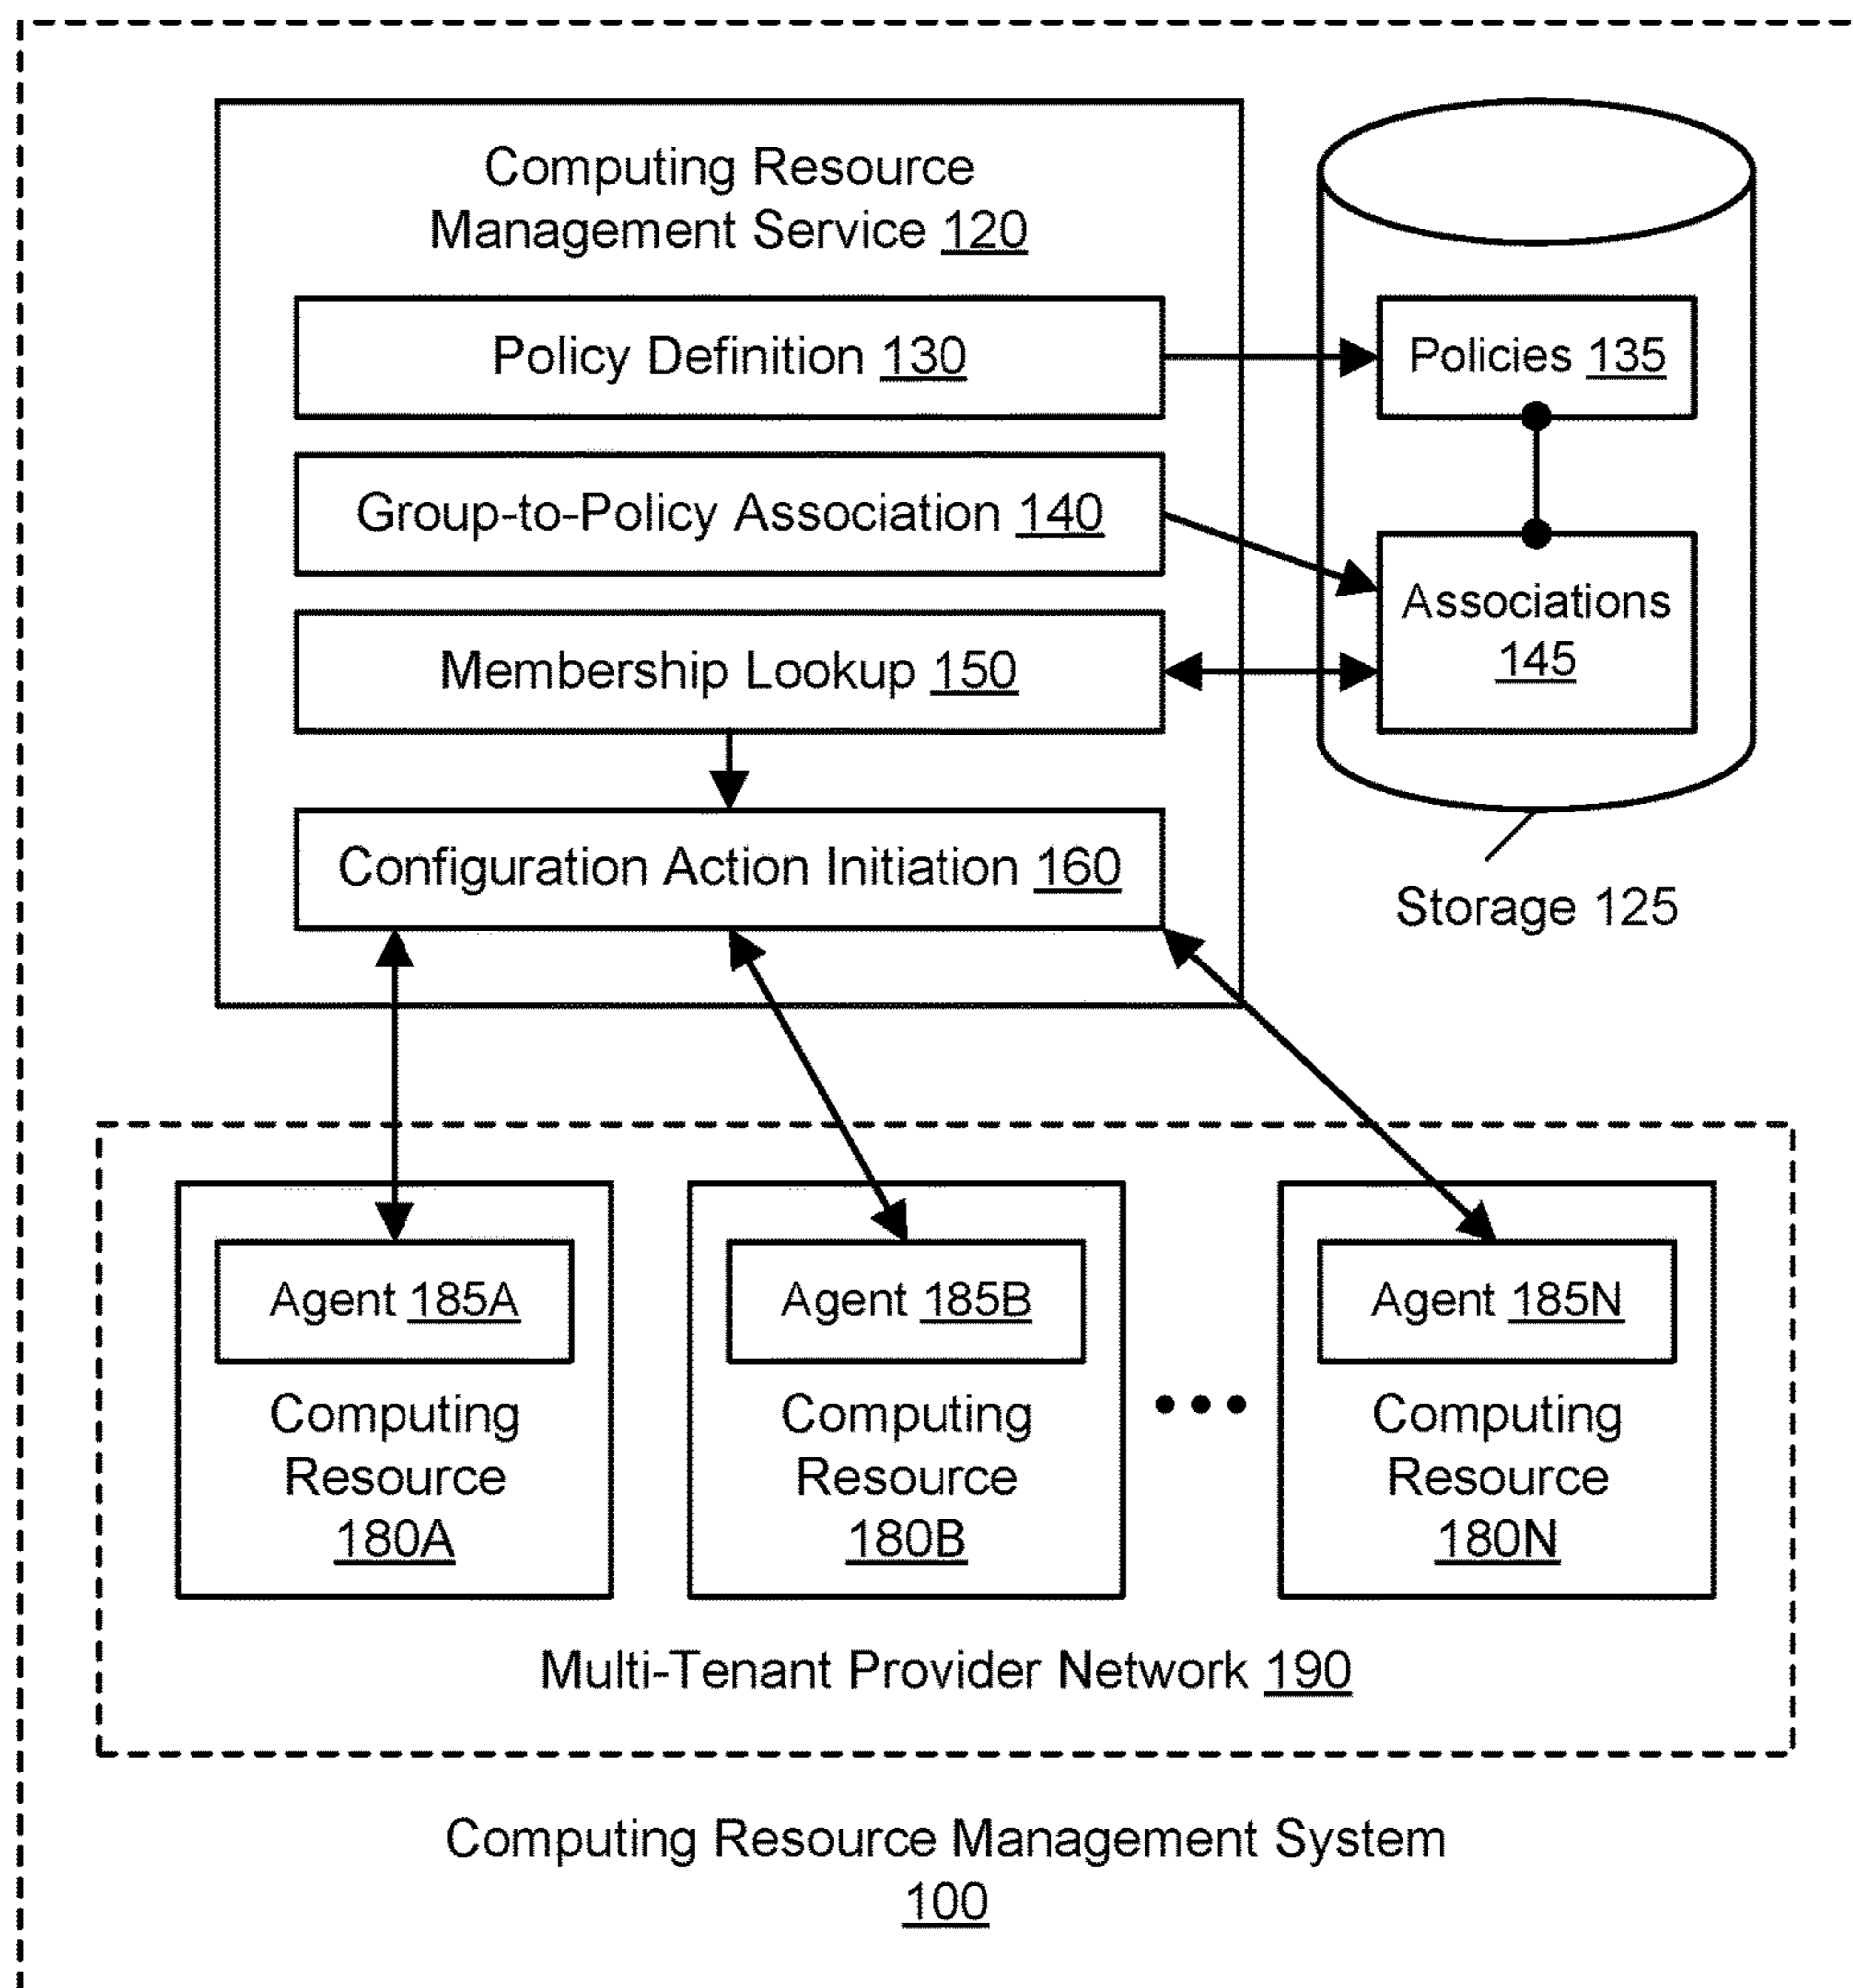 Computing Resource
Management Service 120
Policy Definition 130
Policies 135
Group-to-Policy Association 140
Associations
145
Membership Lookup 150
Configuration Action Initiation 160
Storage 125
Agent 185A
Computing
Resource
180A
Agent 185B
Computing
Resource
180B
Agent 185N
Computing
Resource
180N
Multi-Tenant Provider Network 190
Computing Resource Management System
100